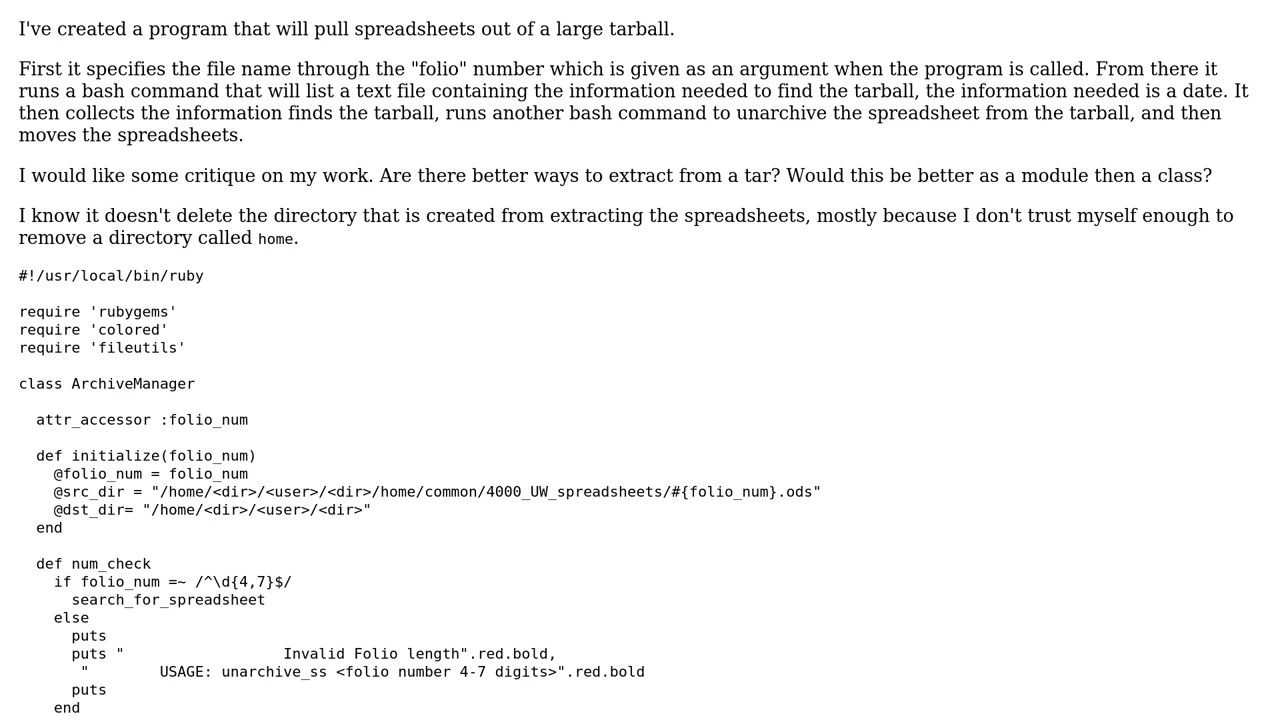 I've created a program that will pull spreadsheets out of a large tarball.
First it specifies the file name through the "folio" number which is given as an argument when the program is called. From there it
runs a bash command that will list a text file containing the information needed to find the tarball, the information needed is a date. It
then collects the information finds the tarball, runs another bash command to unarchive the spreadsheet from the tarball, and then
moves the spreadsheets.
I would like some critique on my work. Are there better ways to extract from a tar? Would this be better as a module then a class?
I know it doesn't delete the directory that is created from extracting the spreadsheets, mostly because I don't trust myself enough to
remove a directory called home.
#!/usr/local/bin/ruby
require 'rubygems'
require 'colored'
require 'fileutils'
class ArchiveManager
  attr_accessor :folio_num
  def initialize(folio_num)
    @folio_num = folio_num
    @src_dir = "/home/<dir>/<user>/<dir>/home/common/4000_UW_spreadsheets/#{folio_num}.ods"
    @dst_dir= "/home/<dir>/<user>/<dir>"
  end
  def num_check
    if folio_num =~ /^\d{4,7}$/
      search_for_spreadsheet
    else
      puts
      puts "                  Invalid Folio length".red.bold,
       "        USAGE: unarchive_ss <folio number 4-7 digits>".red.bold
      puts
    end